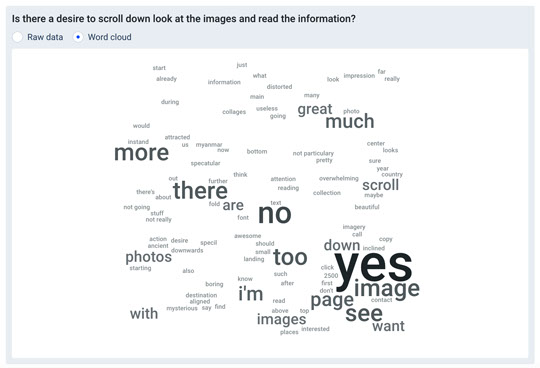 Is there a desire to scroll down look at the images and read the information?
Raw data Word cloud
start just
already what far
information look impression really
distorted
main many
during useless great photo
collages going much
would
attracted center
instand us myanmar looks
more now bottom not particulary
pretty sure
specatular year
out further think attention overwhelming country
there's there reading scroll
about collection maybe
not going fold are text beautiful
stuff no
not really font
imagery
action awesome call copy
desire specil should down inclined
ancient downwards small yes
photos landing too
starting also such click
know 2500 image
boring after first
destination i'm don't
aligned read page contact
mysterious say find above top see
with images want
places interested